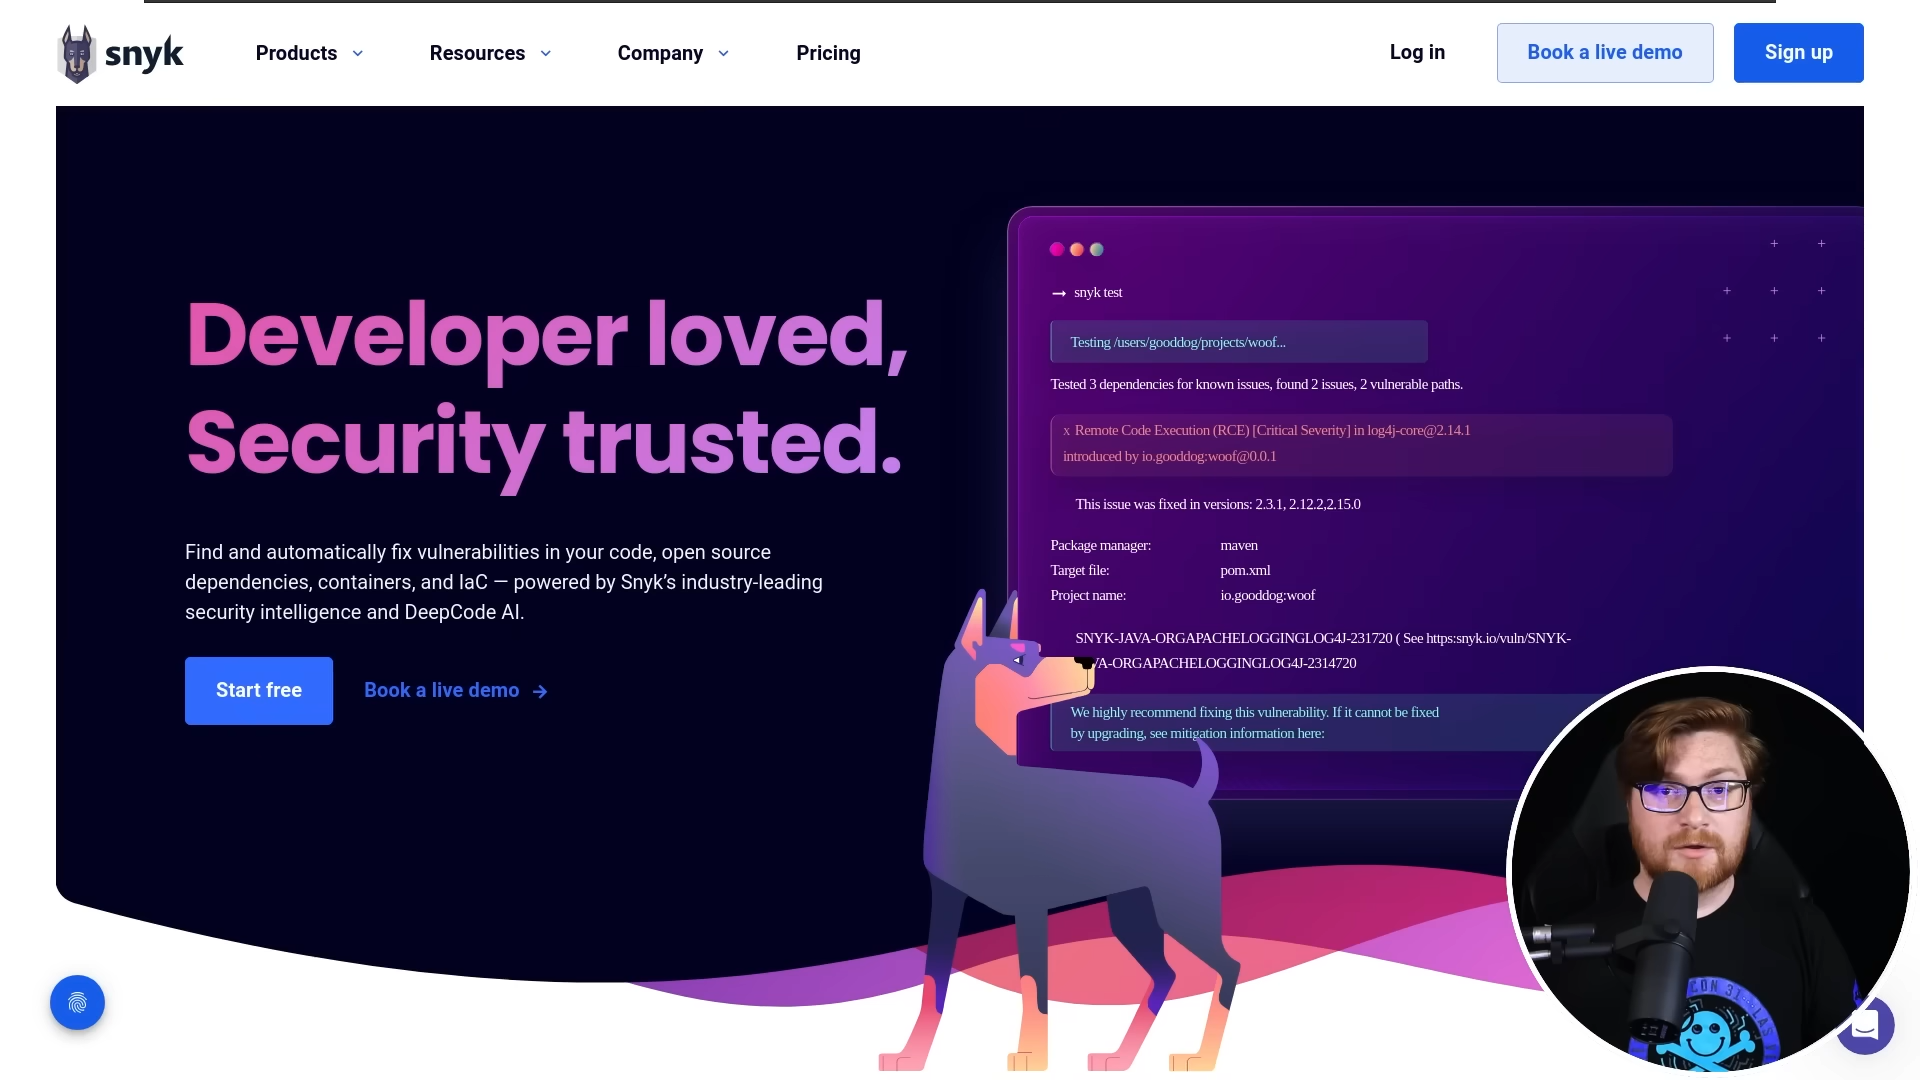 snyk
Products
Resources
Company
Pricing
Log in
Book a live demo
Sign up
Developer loved,
Security trusted.
Find and automatically fix vulnerabilities in your code, open source
dependencies, containers, and IaC — powered by Snyk’s industry-leading
security intelligence and DeepCode AI.
Start free
Book a live demo →
→ snyk test
Testing /users/gooddog/projects/woof...
Tested 3 dependencies for known issues, found 2 issues, 2 vulnerable paths.
x Remote Code Execution (RCE) [Critical Severity] in log4j-core@2.14.1
introduced by io.gooddog:woof@0.0.1
This issue was fixed in versions: 2.3.1, 2.12.2,2.15.0
Package manager: maven
Target file: pom.xml
Project name: io.gooddog:woof
SNYK-JAVA-ORGAPACHELOGGINGLOG4J-231720 ( See https:snyk.io/vuln/SNYK-
VA-ORGAPACHELOGGINGLOG4J-2314720
We highly recommend fixing this vulnerability. If it cannot be fixed
by upgrading, see mitigation information here:
CON 31